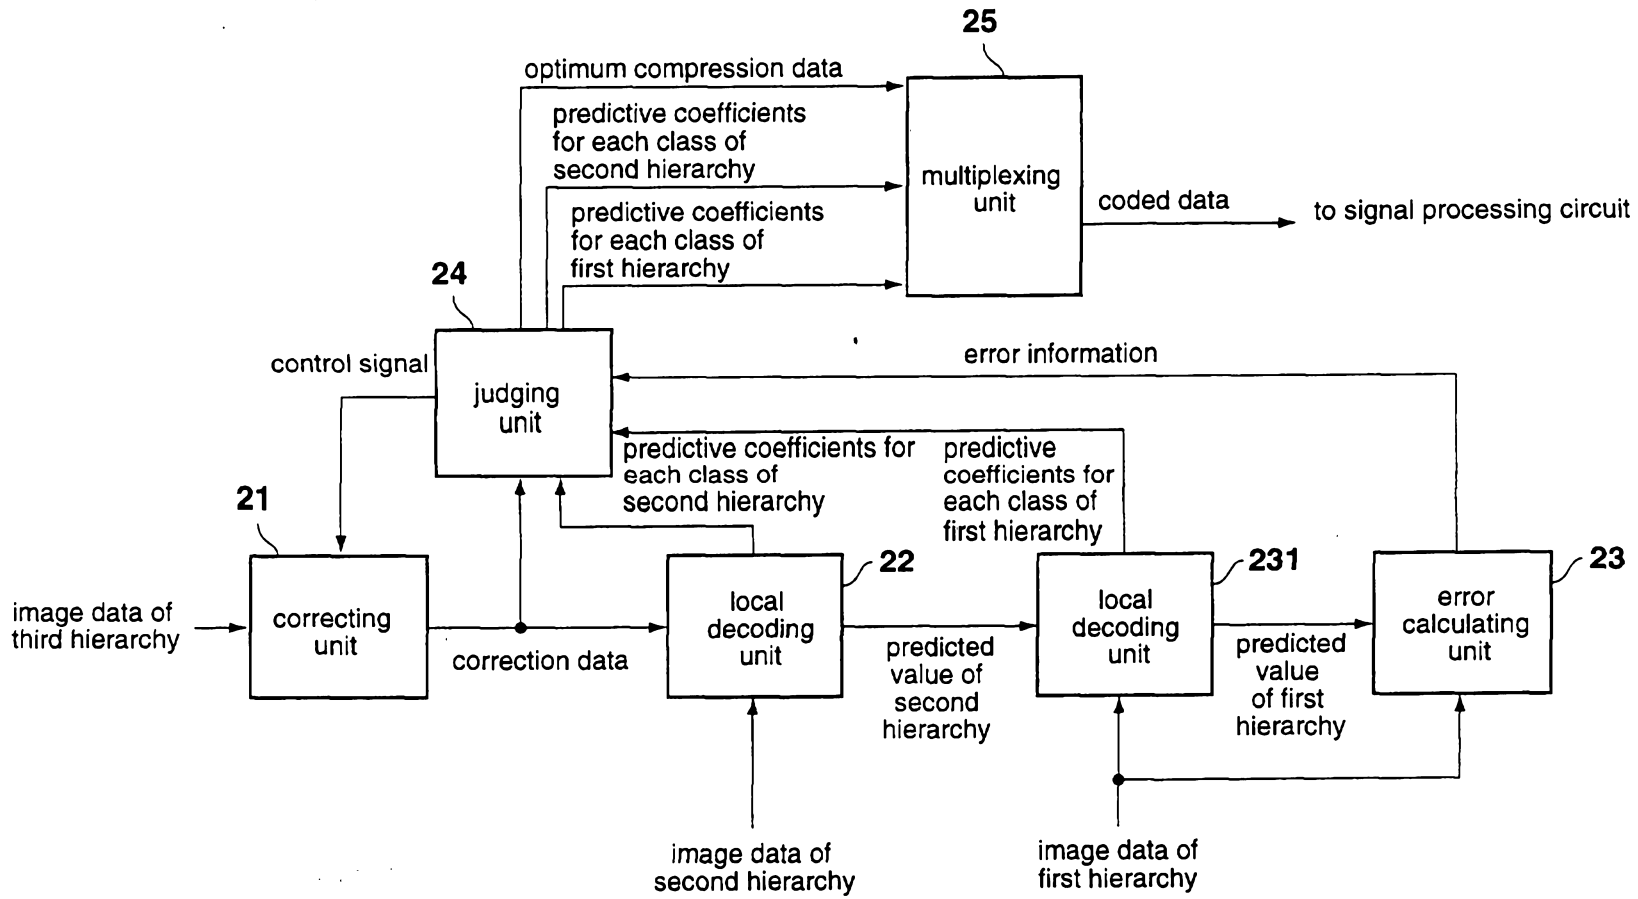 25
optimum compression data
predictive coefficients
for each class of
second hierarchy
multiplexing
unit
coded data
to signal processing circuit
predictive coefficients
for each class of
first hierarchy
24
control signal
judging
unit
error information
predictive coefficients for
each class of
second hierarchy
predictive
coefficients for
each class of
first hierarchy
21
22
231
23
image data of
third hierarchy
correcting
unit
correction data
local
decoding
unit
predicted
value of
second
hierarchy
local
decoding
unit
predicted
value
of first
hierarchy
error
calculating
unit
image data of
second hierarchy
image data of
first hierarchy